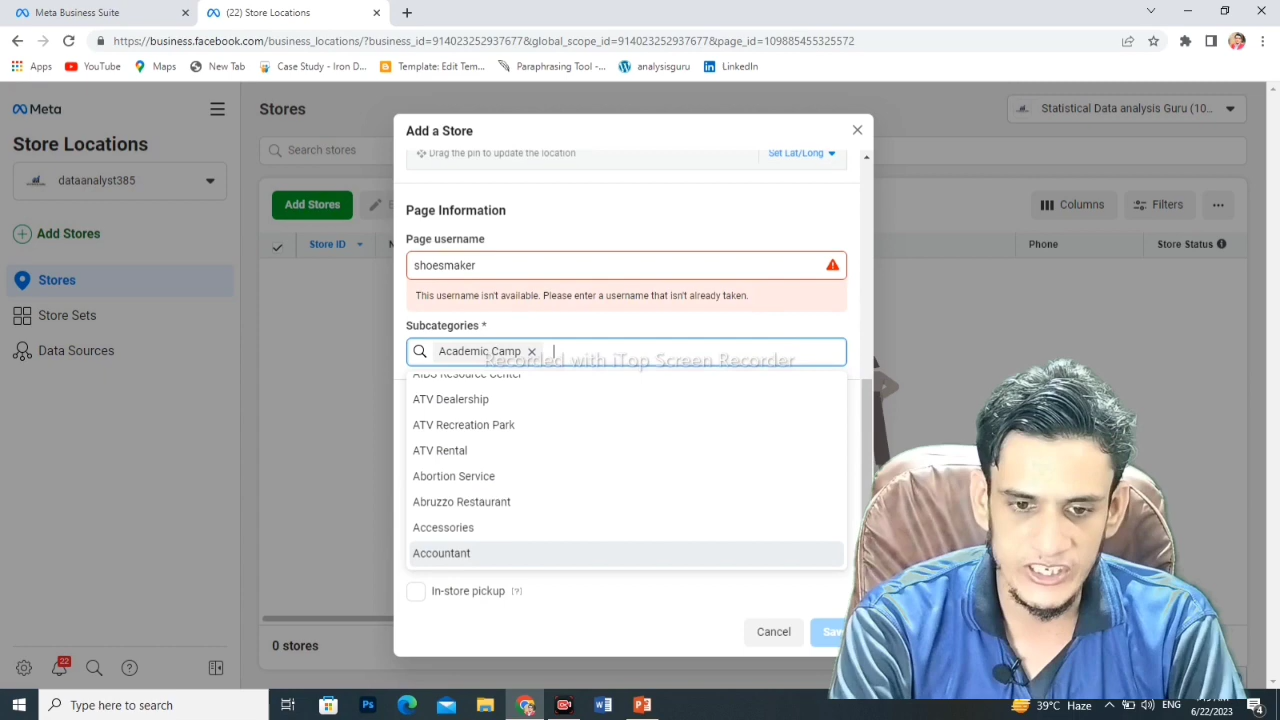 Meta Business Suite
(22) Store Locations
https://business.facebook.com/business_locations/?business_id=914023252937677&global_scope_id=914023252937677&page_id=109885455325572
Apps
YouTube
Maps
New Tab
Case Study - Iron D...
Template: Edit Tem...
Paraphrasing Tool -...
analysisguru
LinkedIn
Meta
Store Locations
dataanalyst385
Add Stores
Stores
Store Sets
Data Sources
22
Stores
Statistical Data analysis Guru (10...
Search stores
Add Stores
Columns
Filters
Store ID
Phone
Store Status
0 stores
Add a Store
Drag the pin to update the location
Set Lat/Long
Page Information
Page username
shoesmaker
This username isn't available. Please enter a username that isn't already taken.
Subcategories *
Academic Camp
Recorded with iTop Screen Recorder
AIDS Resource Center
ATV Dealership
ATV Recreation Park
ATV Rental
Abortion Service
Abruzzo Restaurant
Accessories
Accountant
In-store pickup [?]
Cancel
Type here to search
39°C Haze
ENG
6/22/2023
4